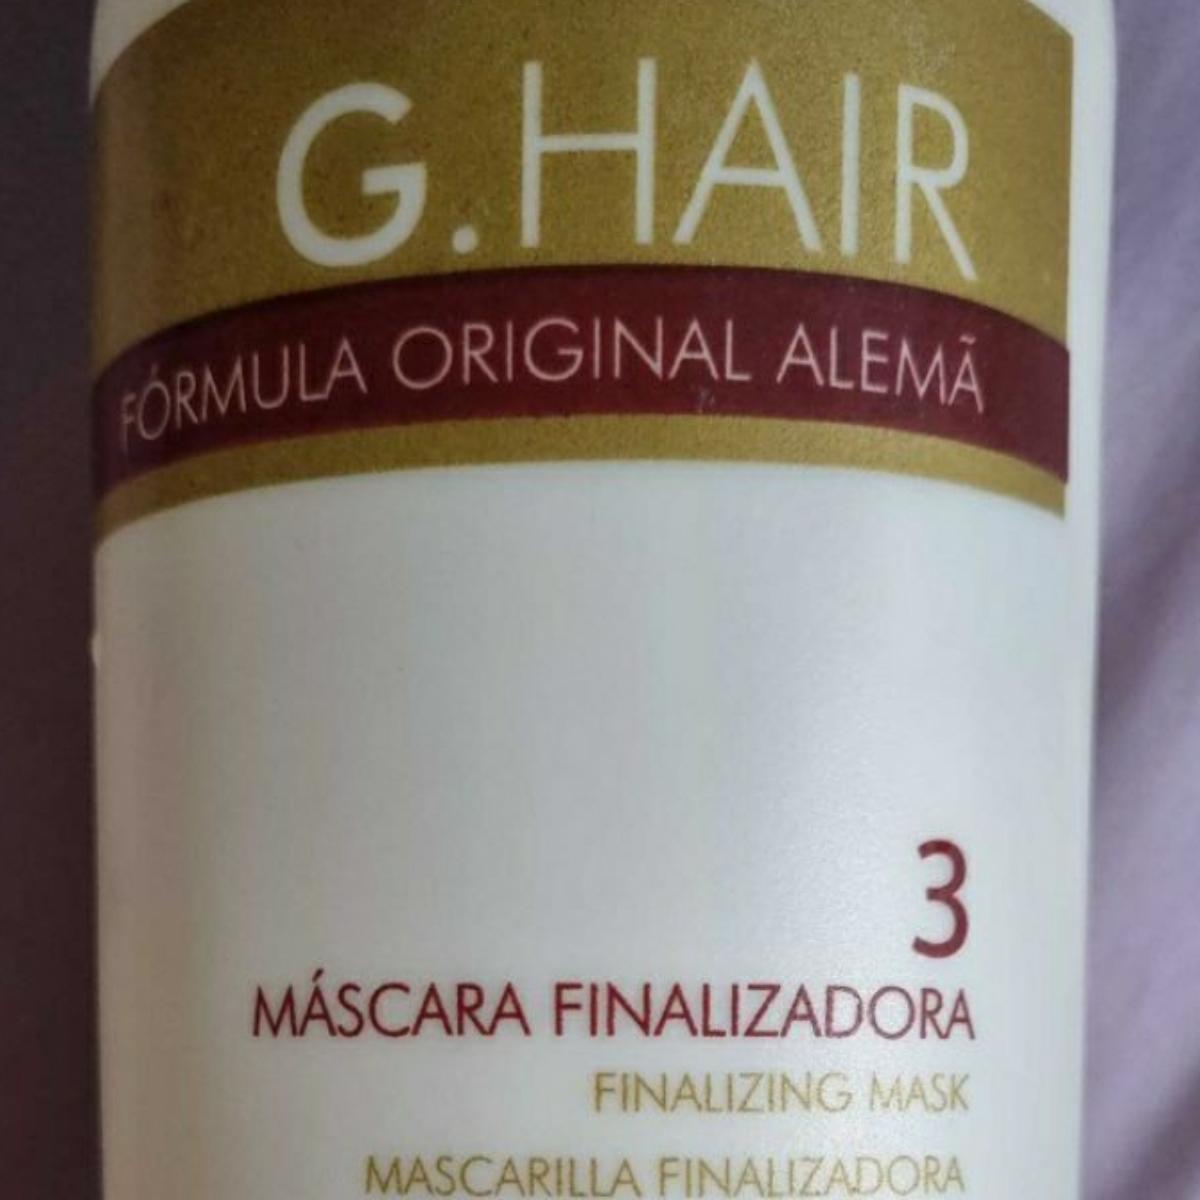 G.HAIR
FÓRMULA ORIGINAL ALEMÃ
3
MÁSCARA FINALIZADORA
FINALIZING MASK
MASCARILLA FINALIZADORA